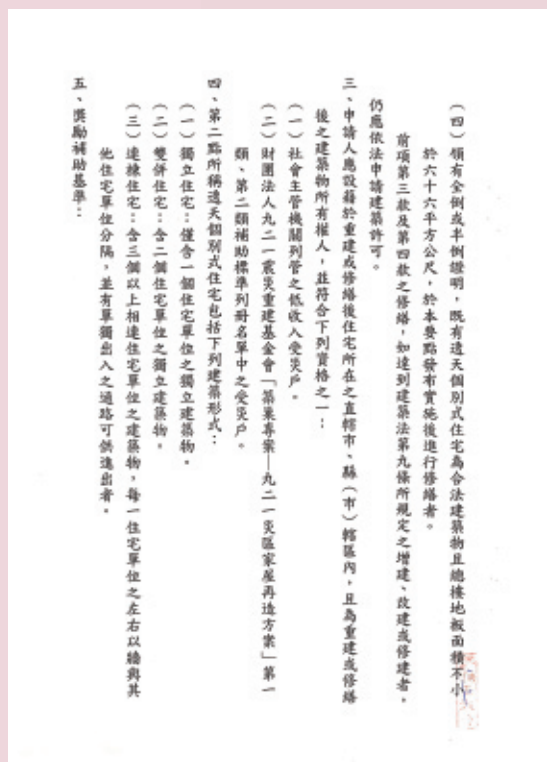 （四）領有全倒或半倒證明，既有透天個別式住宅為合法建築物且總樓地板面積不小
於六十六平方公尺，於本要點發布實施後進行修繕者。
前項第三款及第四款之修繕，如達到建築法第九條所規定之增建、改建或修建者，
仍應依法申請建築許可。
三、申請人應設籍於重建或修繕後住宅所在之直轄市、縣（市）轄區內，且為重建或修繕
後之建築物所有權人，並符合下列資格之一：
（一）社會主管機關列管之低收入受災戶。
（二）財團法人九二一震災重建基金會「築巢專案—九二一災區家屋再造方案」第一
類、第二類補助標準列冊名單中之受災戶。
四、第二點所稱透天個別式住宅包括下列建築形式：
（一）獨立住宅：僅含一個住宅單位之獨立建築物。
（二）雙併住宅：含二個住宅單位之獨立建築物。
（三）連棟住宅：含三個以上相連住宅單位之建築物，每一住宅單位之左右以牆與其
他住宅單位分隔，並有單獨出入之通路可供進出者。
五、獎勵補助基準：